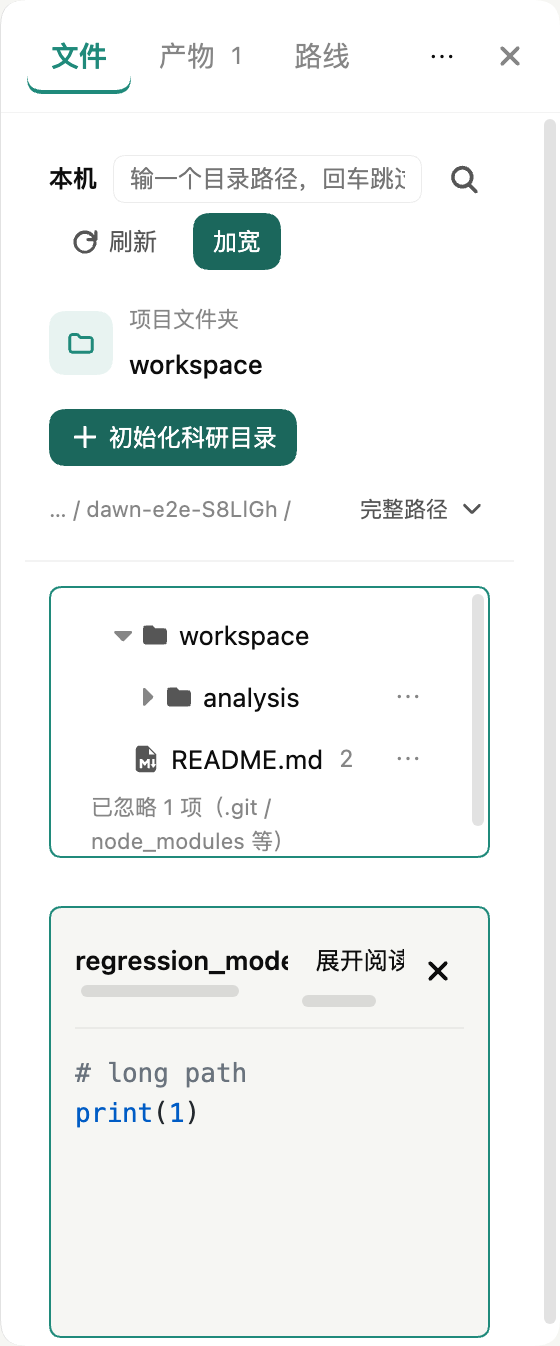 文件 产物 1 路线 ...
本机 输一个目录路径，回车跳过
刷新 加宽
项目文件夹
workspace
初始化科研目录
... / dawn-e2e-S8LlGh / 完整路径
workspace
analysis ...
README.md 2 ...
已忽略 1 项（.git /
node_modules 等）
regression_mode 展开阅读
# long path
print(1)